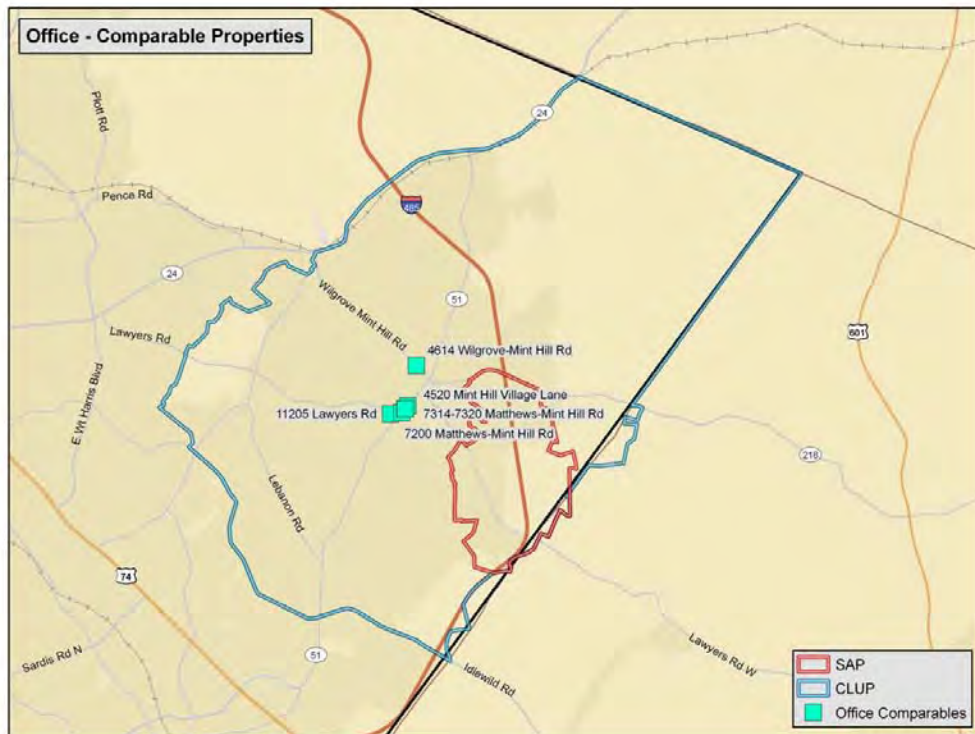 Office - Comparable Properties
Plott Rd
24
Pence Rd
485
24
Wilgrove Mint Hill Rd
51
Lawyers Rd
601
4614 Wilgrove-Mint Hill Rd
E Wt Harris Blvd
4520 Mint Hill Village Lane
11205 Lawyers Rd
7314-7320 Matthews-Mint Hill Rd
7200 Matthews-Mint Hill Rd
218
Lebanon Rd
74
Sardis Rd N
51
Idlewild Rd
Lawyers Rd W
SAP
CLUP
Office Comparables